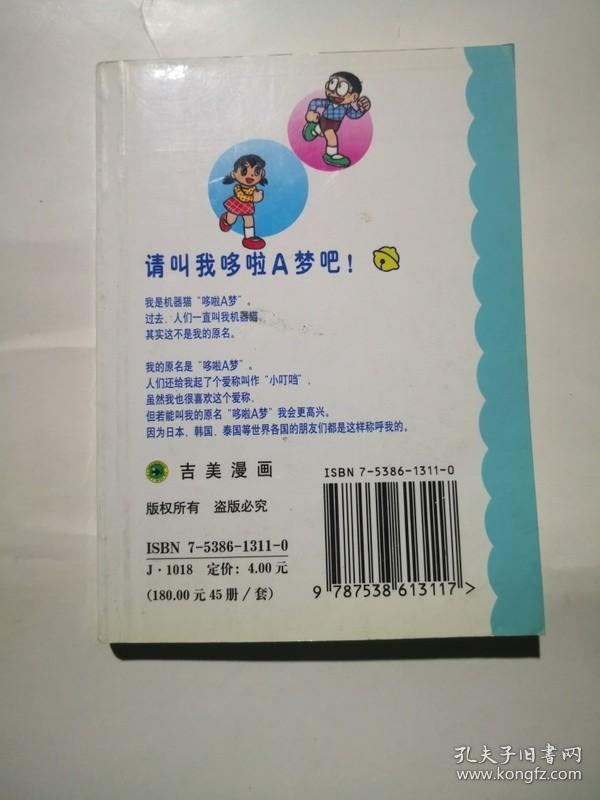 请叫我哆啦A梦吧！
我是机器猫“哆啦A梦”。
过去，人们一直叫我机器猫，
其实这不是我的原名。
我的原名是“哆啦A梦”。
人们还给我起了个爱称叫作“小叮当”，
虽然我也很喜欢这个爱称，
但若能叫我的原名“哆啦A梦”我会更高兴。
因为日本、韩国、泰国等世界各国的朋友们都是这样称呼我的。
吉美漫画
版权所有 盗版必究
ISBN 7-5386-1311-0
J·1018 定价：4.00元
(180.00元45册/套)
ISBN 7-5386-1311-0
9 787538 613117 >
孔夫子旧书网
www.kongfz.com